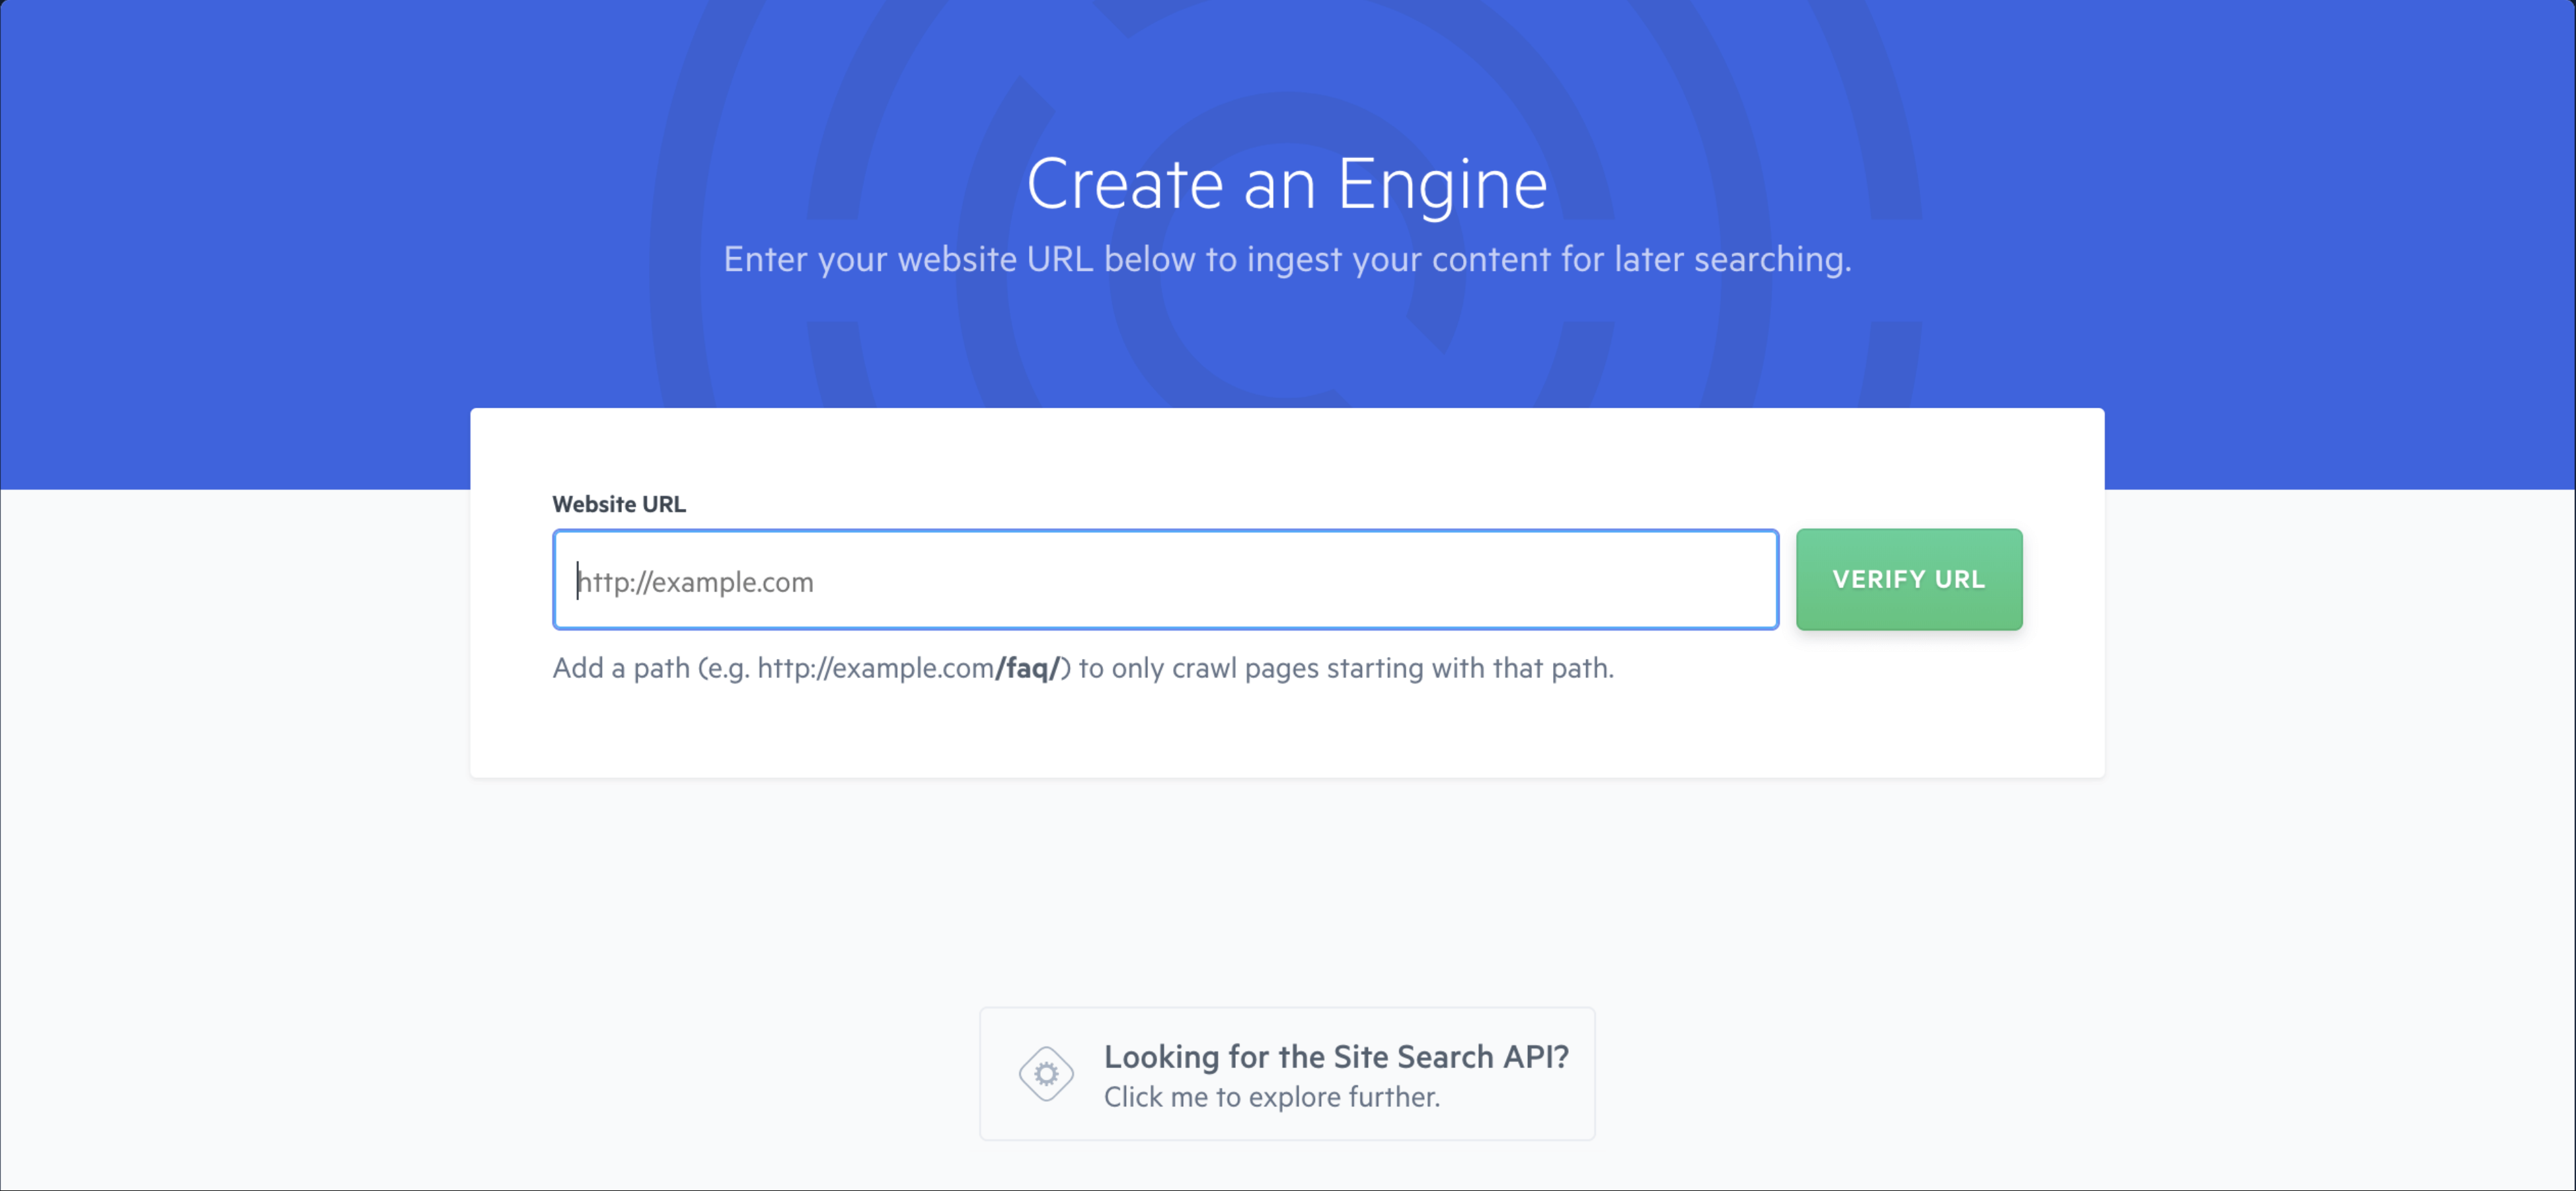 Create an Engine
Enter your website URL below to ingest your content for later searching.
Website URL
http://example.com
VERIFY URL
Add a path (e.g. http://example.com/faq/) to only crawl pages starting with that path.
Looking for the Site Search API?
Click me to explore further.